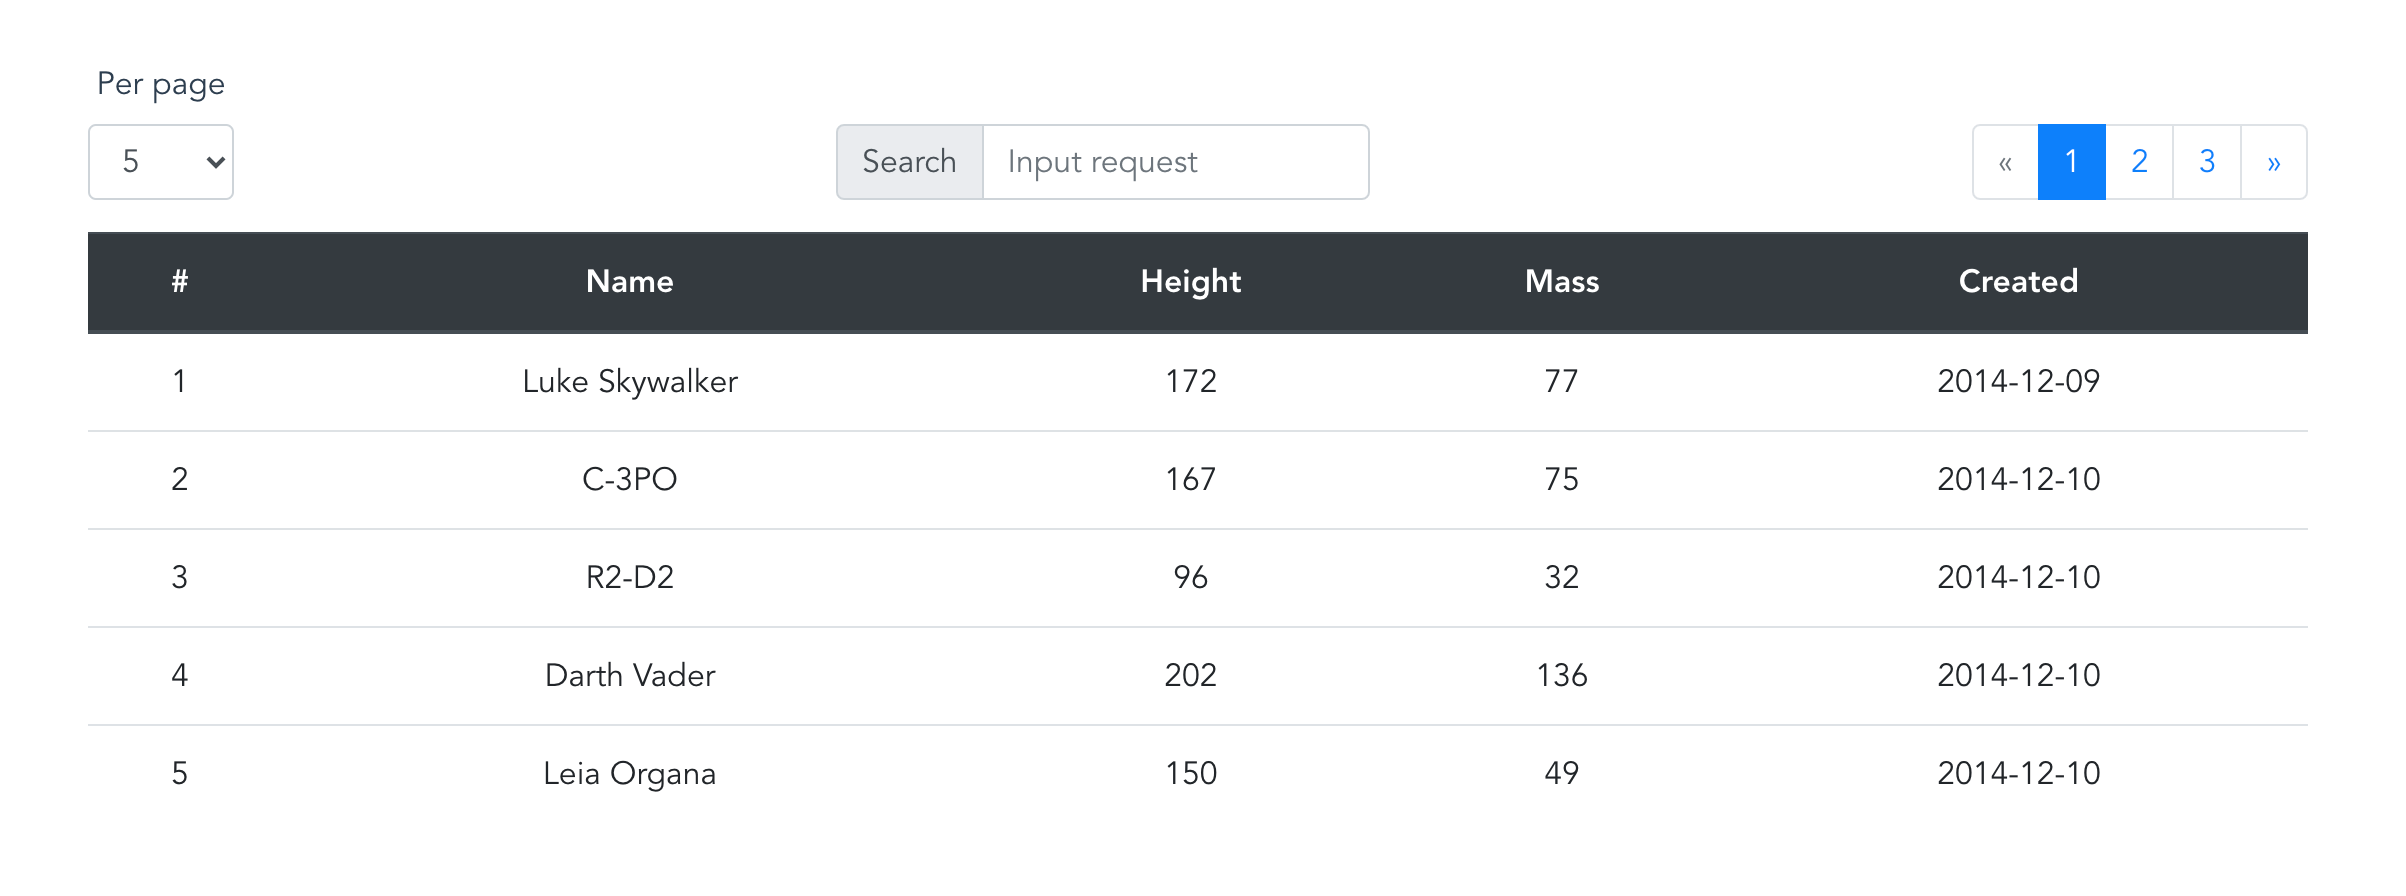 Per page
5
Search Input request
« 1 2 3 »
# Name Height Mass Created
1 Luke Skywalker 172 77 2014-12-09
2 C-3PO 167 75 2014-12-10
3 R2-D2 96 32 2014-12-10
4 Darth Vader 202 136 2014-12-10
5 Leia Organa 150 49 2014-12-10